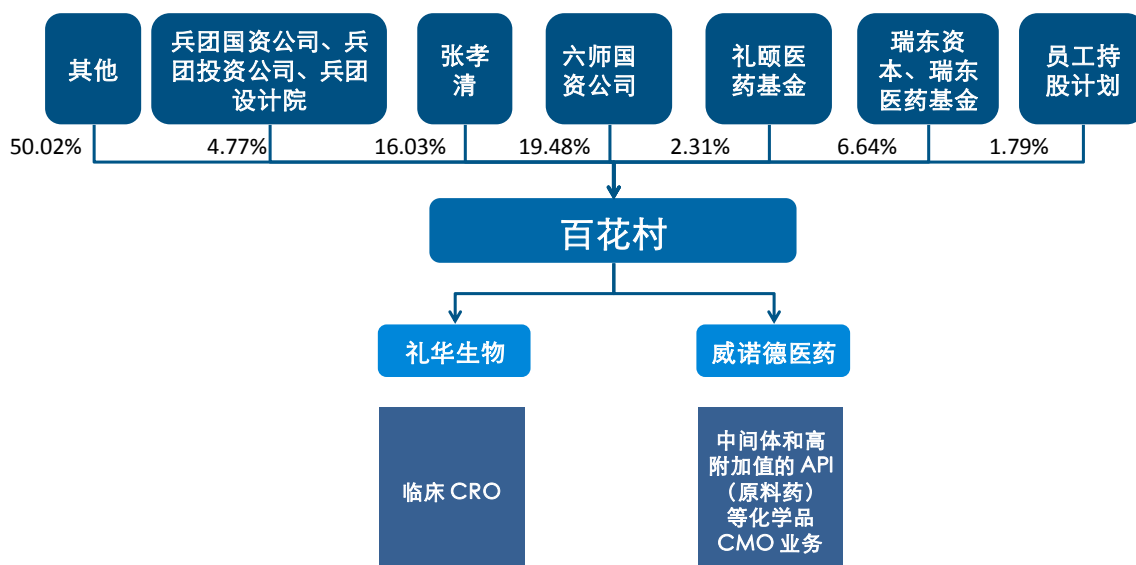 其他
兵团国资公司、兵
团投资公司、兵团
设计院
张孝
清
六师国
资公司
礼颐医
药基金
瑞东资
本、瑞东
医药基金
员工持
股计划
50.02%
4.77%
16.03%
19.48%
2.31%
6.64%
1.79%
百花村
礼华生物
威诺德医药
临床 CRO
中间体和高
附加值的 API
（原料药）
等化学品
CMO 业务